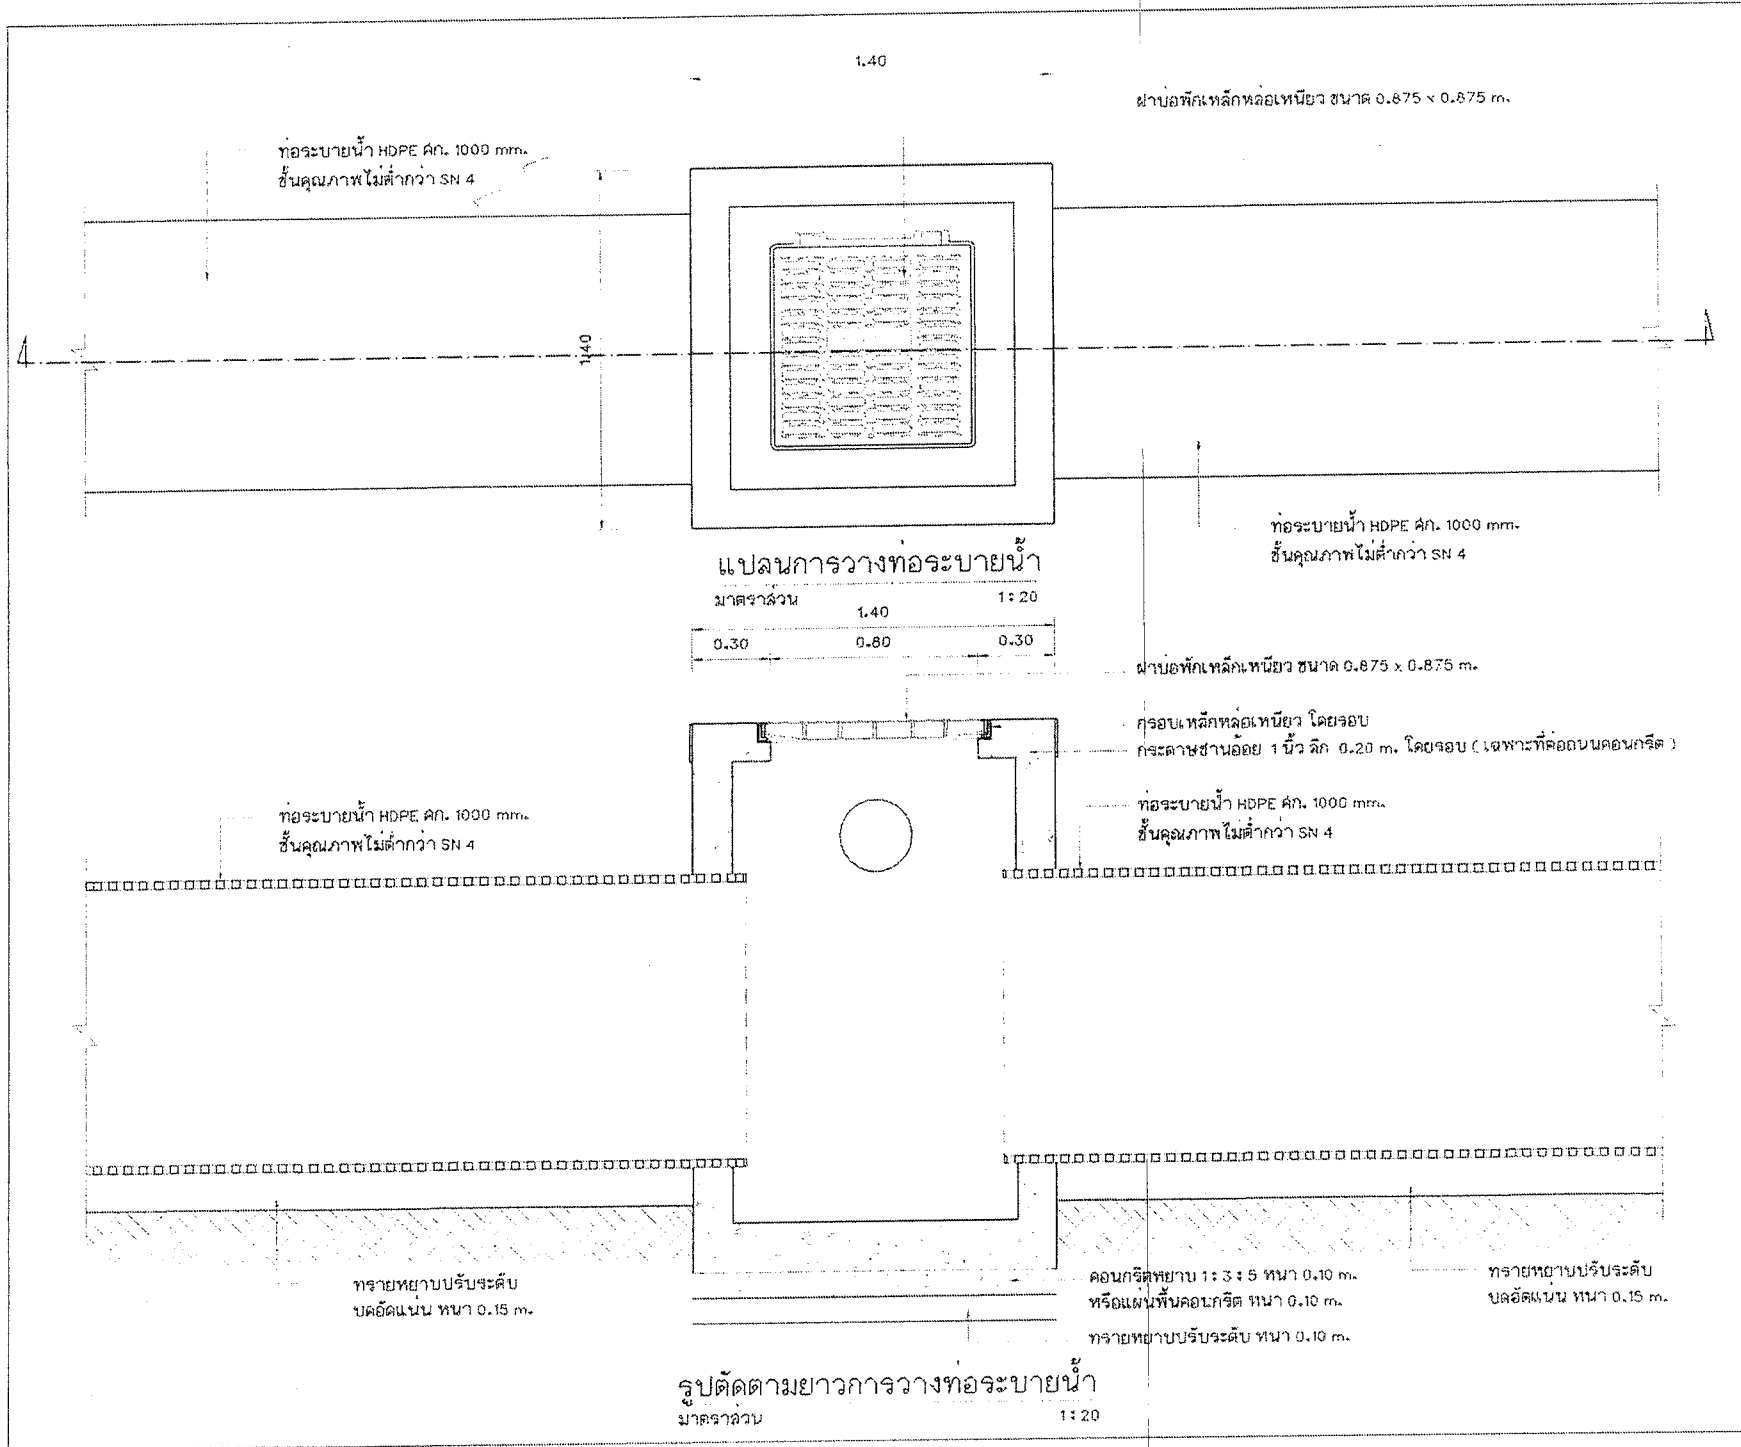 1.40
ฝาบ่อพักเหล็กหล่อเหนียว ขนาด 0.875 x 0.875 m.
ท่อระบายน้ำ HDPE ศก. 1000 mm.
ชั้นคุณภาพไม่ต่ำกว่า SN 4
1.40
ท่อระบายน้ำ HDPE ศก. 1000 mm.
ชั้นคุณภาพไม่ต่ำกว่า SN 4
แปลนการวางท่อระบายน้ำ
มาตราส่วน 1:20
1.40
0.30 0.80 0.30
ฝาบ่อพักเหล็กเหนียว ขนาด 0.875 x 0.875 m.
กรอบเหล็กหล่อเหนียว โดยรอบ
กระดาษชานอ้อย 1 นิ้ว ลึก 0.20 m. โดยรอบ (เฉพาะที่ต่อถนนคอนกรีต)
ท่อระบายน้ำ HDPE ศก. 1000 mm.
ชั้นคุณภาพไม่ต่ำกว่า SN 4
ท่อระบายน้ำ HDPE ศก. 1000 mm.
ชั้นคุณภาพไม่ต่ำกว่า SN 4
ทรายหยาบปรับระดับ
บดอัดแน่น หนา 0.15 m.
คอนกรีตหยาบ 1:3:5 หนา 0.10 m.
หรือแผ่นพื้นคอนกรีต หนา 0.10 m.
ทรายหยาบปรับระดับ หนา 0.10 m.
ทรายหยาบปรับระดับ
บดอัดแน่น หนา 0.15 m.
รูปตัดตามยาวการวางท่อระบายน้ำ
มาตราส่วน 1:20